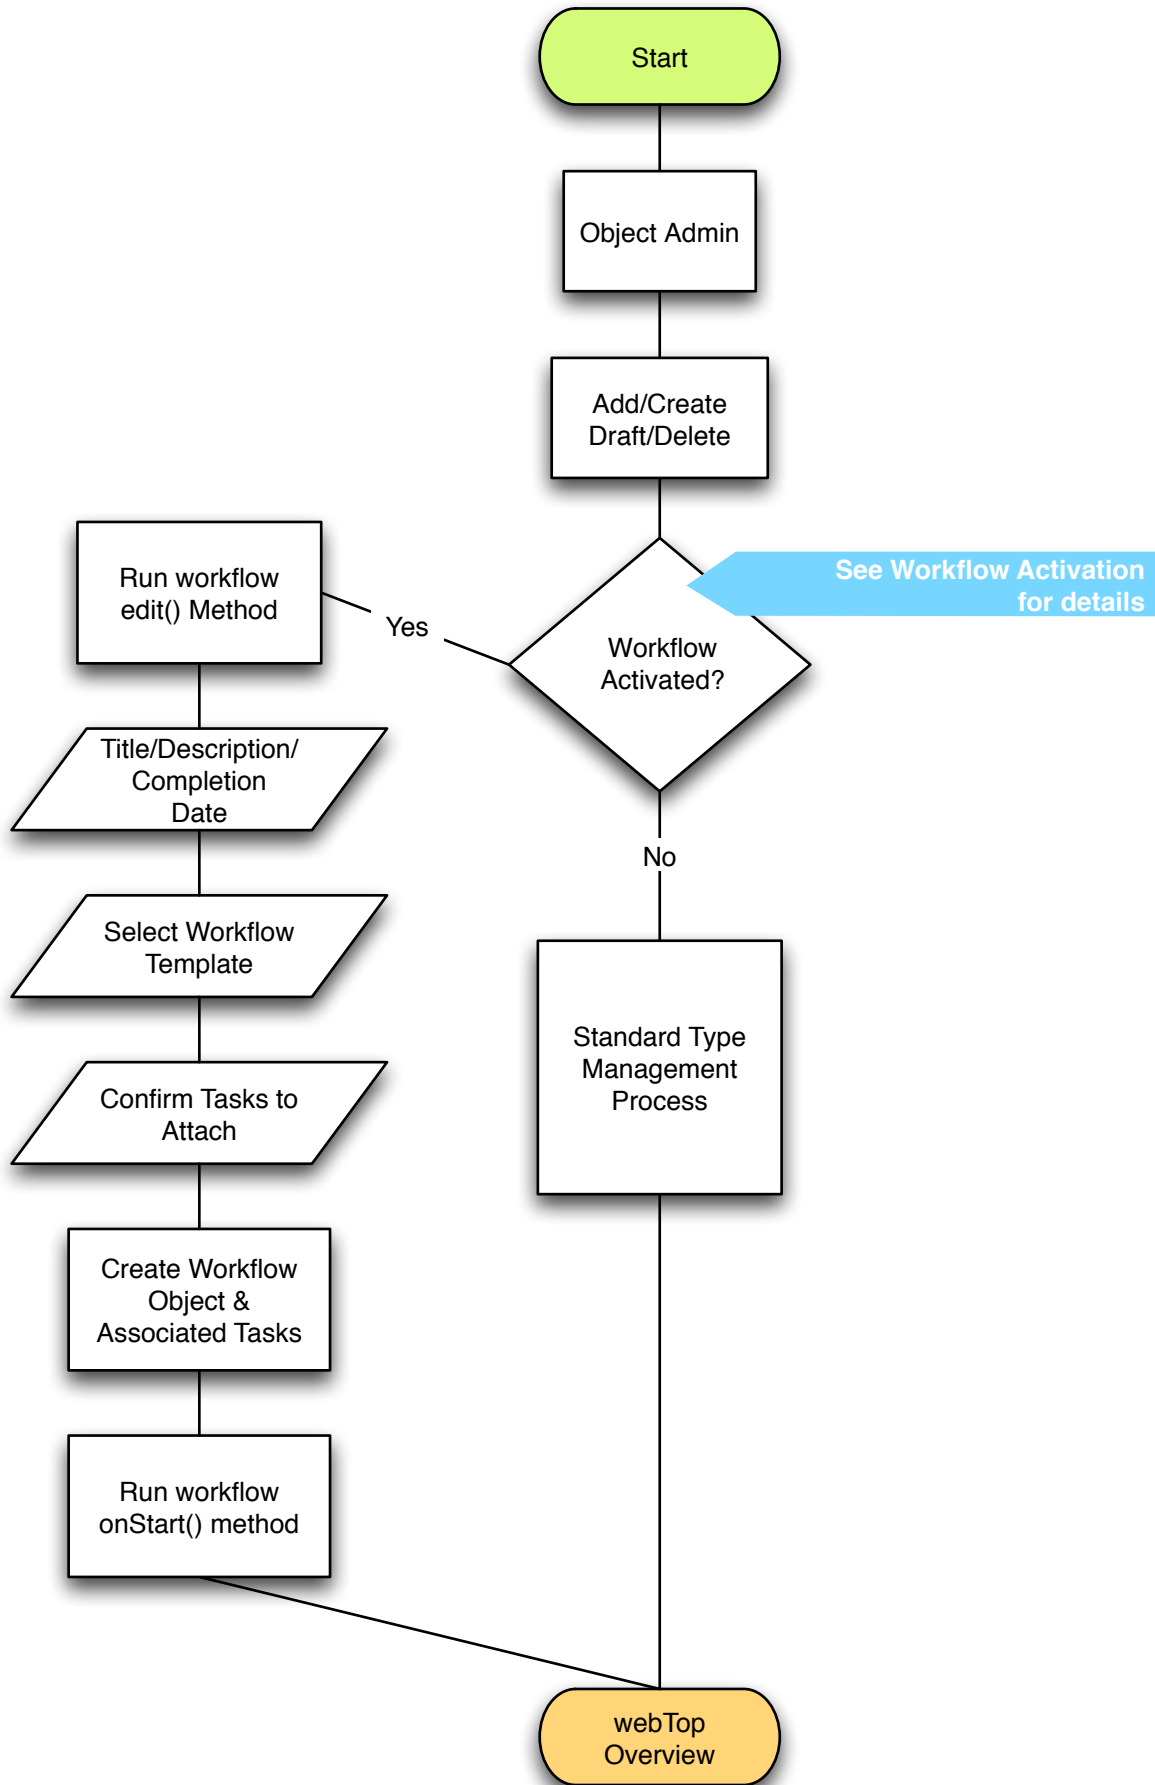 Start
Object Admin
Add/Create
Draft/Delete
See Workflow Activation
for details
Workflow
Activated?
Yes
Run workflow
edit() Method
Title/Description/
Completion
Date
Select Workflow
Template
Confirm Tasks to
Attach
Create Workflow
Object &
Associated Tasks
Run workflow
onStart() method
No
Standard Type
Management
Process
webTop
Overview